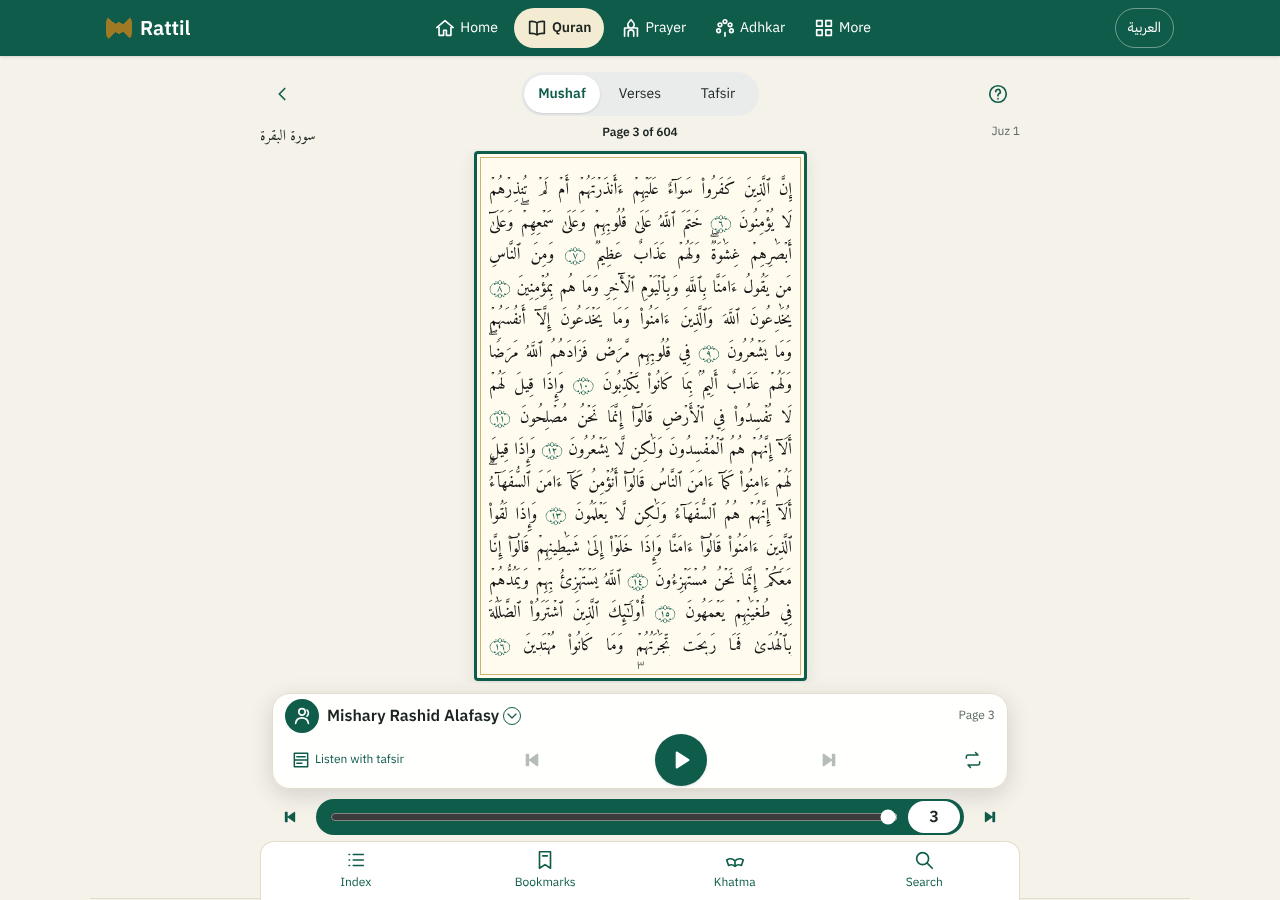 Rattil
Home
Quran
Prayer
Adhkar
More
العربية
Mushaf
Verses
Tafsir
سورة البقرة
Page 3 of 604
Juz 1
إِنَّ ٱلَّذِينَ كَفَرُوا۟ سَوَآءٌ عَلَيْهِمْ ءَأَنذَرْتَهُمْ أَمْ لَمْ تُنذِرْهُمْ
لَا يُؤْمِنُونَ ٦ خَتَمَ ٱللَّهُ عَلَىٰ قُلُوبِهِمْ وَعَلَىٰ سَمْعِهِمْ ۖ وَعَلَىٰٓ
أَبْصَٰرِهِمْ غِشَٰوَةٌ ۖ وَلَهُمْ عَذَابٌ عَظِيمٌ ٧ وَمِنَ ٱلنَّاسِ
مَن يَقُولُ ءَامَنَّا بِٱللَّهِ وَبِٱلْيَوْمِ ٱلْءَاخِرِ وَمَا هُم بِمُؤْمِنِينَ ٨
يُخَٰدِعُونَ ٱللَّهَ وَٱلَّذِينَ ءَامَنُوا۟ وَمَا يَخْدَعُونَ إِلَّآ أَنفُسَهُمْ
وَمَا يَشْعُرُونَ ٩ فِي قُلُوبِهِم مَّرَضٌ فَزَادَهُمُ ٱللَّهُ مَرَضًا ۖ
وَلَهُمْ عَذَابٌ أَلِيمٌۢ بِمَا كَانُوا۟ يَكْذِبُونَ ١٠ وَإِذَا قِيلَ لَهُمْ
لَا تُفْسِدُوا۟ فِي ٱلْأَرْضِ قَالُوٓا۟ إِنَّمَا نَحْنُ مُصْلِحُونَ ١١
أَلَآ إِنَّهُمْ هُمُ ٱلْمُفْسِدُونَ وَلَٰكِن لَّا يَشْعُرُونَ ١٢ وَإِذَا قِيلَ
لَهُمْ ءَامِنُوا۟ كَمَآ ءَامَنَ ٱلنَّاسُ قَالُوٓا۟ أَنُؤْمِنُ كَمَآ ءَامَنَ ٱلسُّفَهَآءُ ۗ
أَلَآ إِنَّهُمْ هُمُ ٱلسُّفَهَآءُ وَلَٰكِن لَّا يَعْلَمُونَ ١٣ وَإِذَا لَقُوا۟
ٱلَّذِينَ ءَامَنُوا۟ قَالُوٓا۟ ءَامَنَّا وَإِذَا خَلَوْا۟ إِلَىٰ شَيَٰطِينِهِمْ قَالُوٓا۟ إِنَّا
مَعَكُمْ إِنَّمَا نَحْنُ مُسْتَهْزِءُونَ ١٤ ٱللَّهُ يَسْتَهْزِئُ بِهِمْ وَيَمُدُّهُمْ
فِي طُغْيَٰنِهِمْ يَعْمَهُونَ ١٥ أُو۟لَٰٓئِكَ ٱلَّذِينَ ٱشْتَرَوُا۟ ٱلضَّلَٰلَةَ
بِٱلْهُدَىٰ فَمَا رَبِحَت تِّجَٰرَتُهُمْ وَمَا كَانُوا۟ مُهْتَدِينَ ١٦
٣
Mishary Rashid Alafasy
Page 3
Listen with tafsir
3
Index
Bookmarks
Khatma
Search